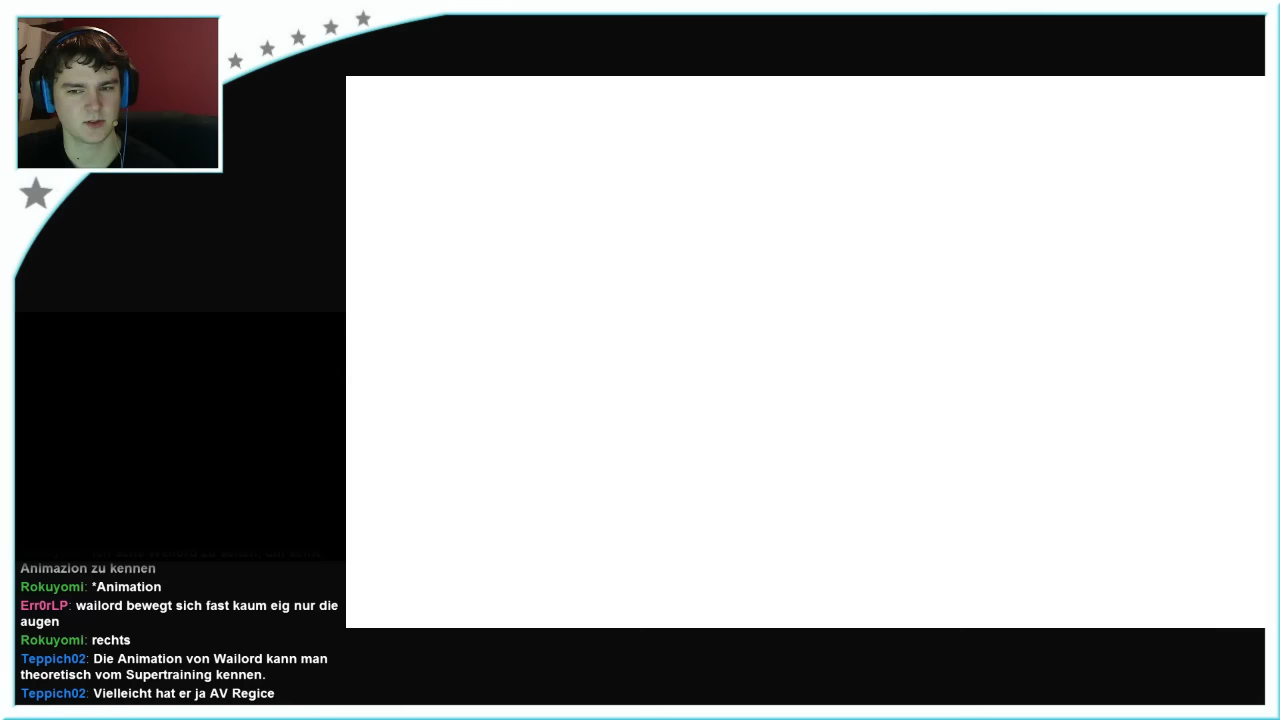 Animazion zu kennen
Rokuyomi: *Animation
Err0rLP: wailord bewegt sich fast kaum eig nur die
augen
Rokuyomi: rechts
Teppich02: Die Animation von Wailord kann man
theoretisch vom Supertraining kennen.
Teppich02: Vielleicht hat er ja AV Regice